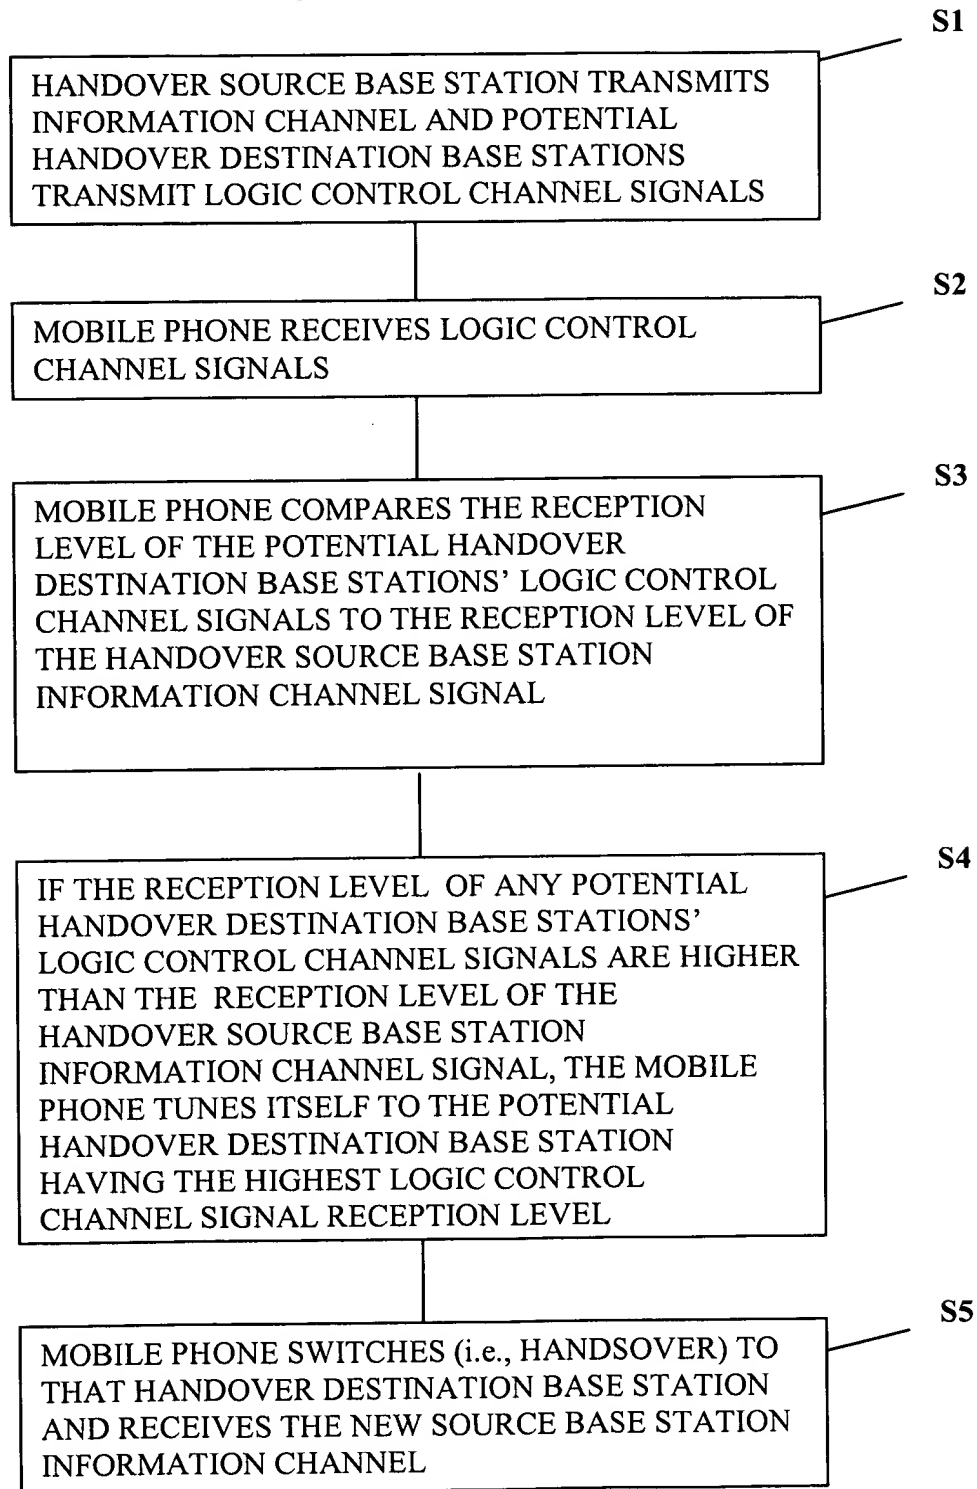 S1
HANDOVER SOURCE BASE STATION TRANSMITS
INFORMATION CHANNEL AND POTENTIAL
HANDOVER DESTINATION BASE STATIONS
TRANSMIT LOGIC CONTROL CHANNEL SIGNALS
S2
MOBILE PHONE RECEIVES LOGIC CONTROL
CHANNEL SIGNALS
S3
MOBILE PHONE COMPARES THE RECEPTION
LEVEL OF THE POTENTIAL HANDOVER
DESTINATION BASE STATIONS’ LOGIC CONTROL
CHANNEL SIGNALS TO THE RECEPTION LEVEL OF
THE HANDOVER SOURCE BASE STATION
INFORMATION CHANNEL SIGNAL
S4
IF THE RECEPTION LEVEL OF ANY POTENTIAL
HANDOVER DESTINATION BASE STATIONS’
LOGIC CONTROL CHANNEL SIGNALS ARE HIGHER
THAN THE RECEPTION LEVEL OF THE
HANDOVER SOURCE BASE STATION
INFORMATION CHANNEL SIGNAL, THE MOBILE
PHONE TUNES ITSELF TO THE POTENTIAL
HANDOVER DESTINATION BASE STATION
HAVING THE HIGHEST LOGIC CONTROL
CHANNEL SIGNAL RECEPTION LEVEL
S5
MOBILE PHONE SWITCHES (i.e., HANDSOVER) TO
THAT HANDOVER DESTINATION BASE STATION
AND RECEIVES THE NEW SOURCE BASE STATION
INFORMATION CHANNEL